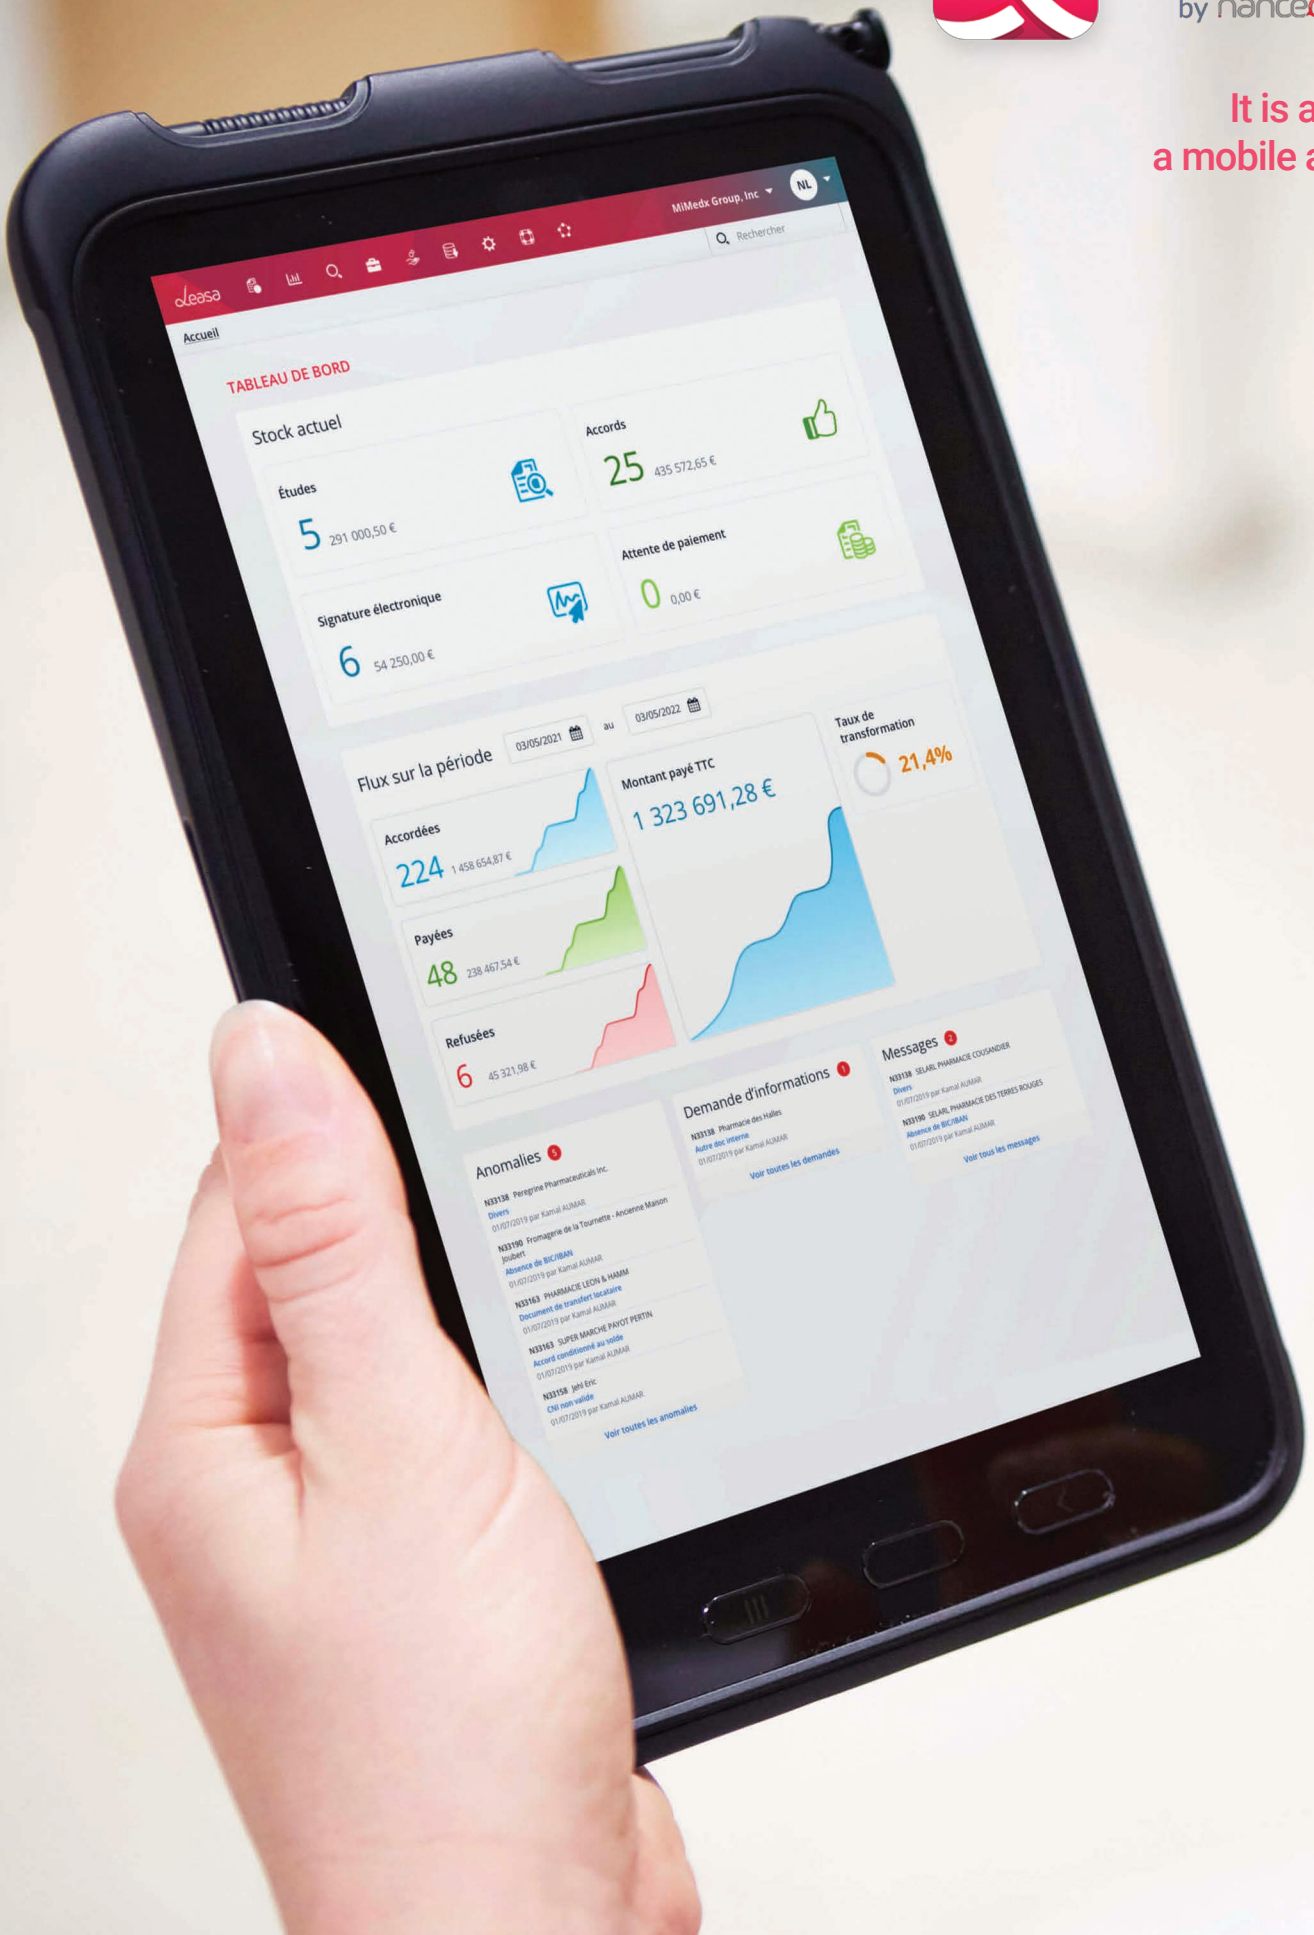 by nance
It is a
a mobile a
Leasa
MiMedx Group, Inc
NL
Rechercher
Accueil
TABLEAU DE BORD
Stock actuel
Études
5 291 000,50 €
Accords
25 435 572,65 €
Signature électronique
6 54 250,00 €
Attente de paiement
0 0,00 €
Flux sur la période 03/05/2021 au 03/05/2022
Accordées
224 1 458 654,87 €
Payées
48 238 467,54 €
Refusées
6 45 321,98 €
Montant payé TTC
1 323 691,28 €
Taux de
transformation
21,4%
Anomalies 5
N33138 Peregrine Pharmaceuticals Inc.
Divers
01/07/2019 par Kamal AUMAR
N33190 Fromagerie de la Tournette - Ancienne Maison
Joubert
Absence de BIC/IBAN
01/07/2019 par Kamal AUMAR
N33163 PHARMACIE LEON & HAMM
Document de transfert locataire
01/07/2019 par Kamal AUMAR
N33163 SUPER MARCHE PAYOT PERTIN
Accord conditionné au solde
01/07/2019 par Kamal AUMAR
N33158 Jehl Eric
CNI non valide
01/07/2019 par Kamal AUMAR
Voir toutes les anomalies
Demande d'informations 1
N33138 Pharmacie des Halles
Autre doc interne
01/07/2019 par Kamal AUMAR
Voir toutes les demandes
Messages 2
N33138 SELARL PHARMACIE COUSANDIER
Divers
01/07/2019 par Kamal AUMAR
N33190 SELARL PHARMACIE DES TERRES ROUGES
Absence de BIC/IBAN
01/07/2019 par Kamal AUMAR
Voir tous les messages